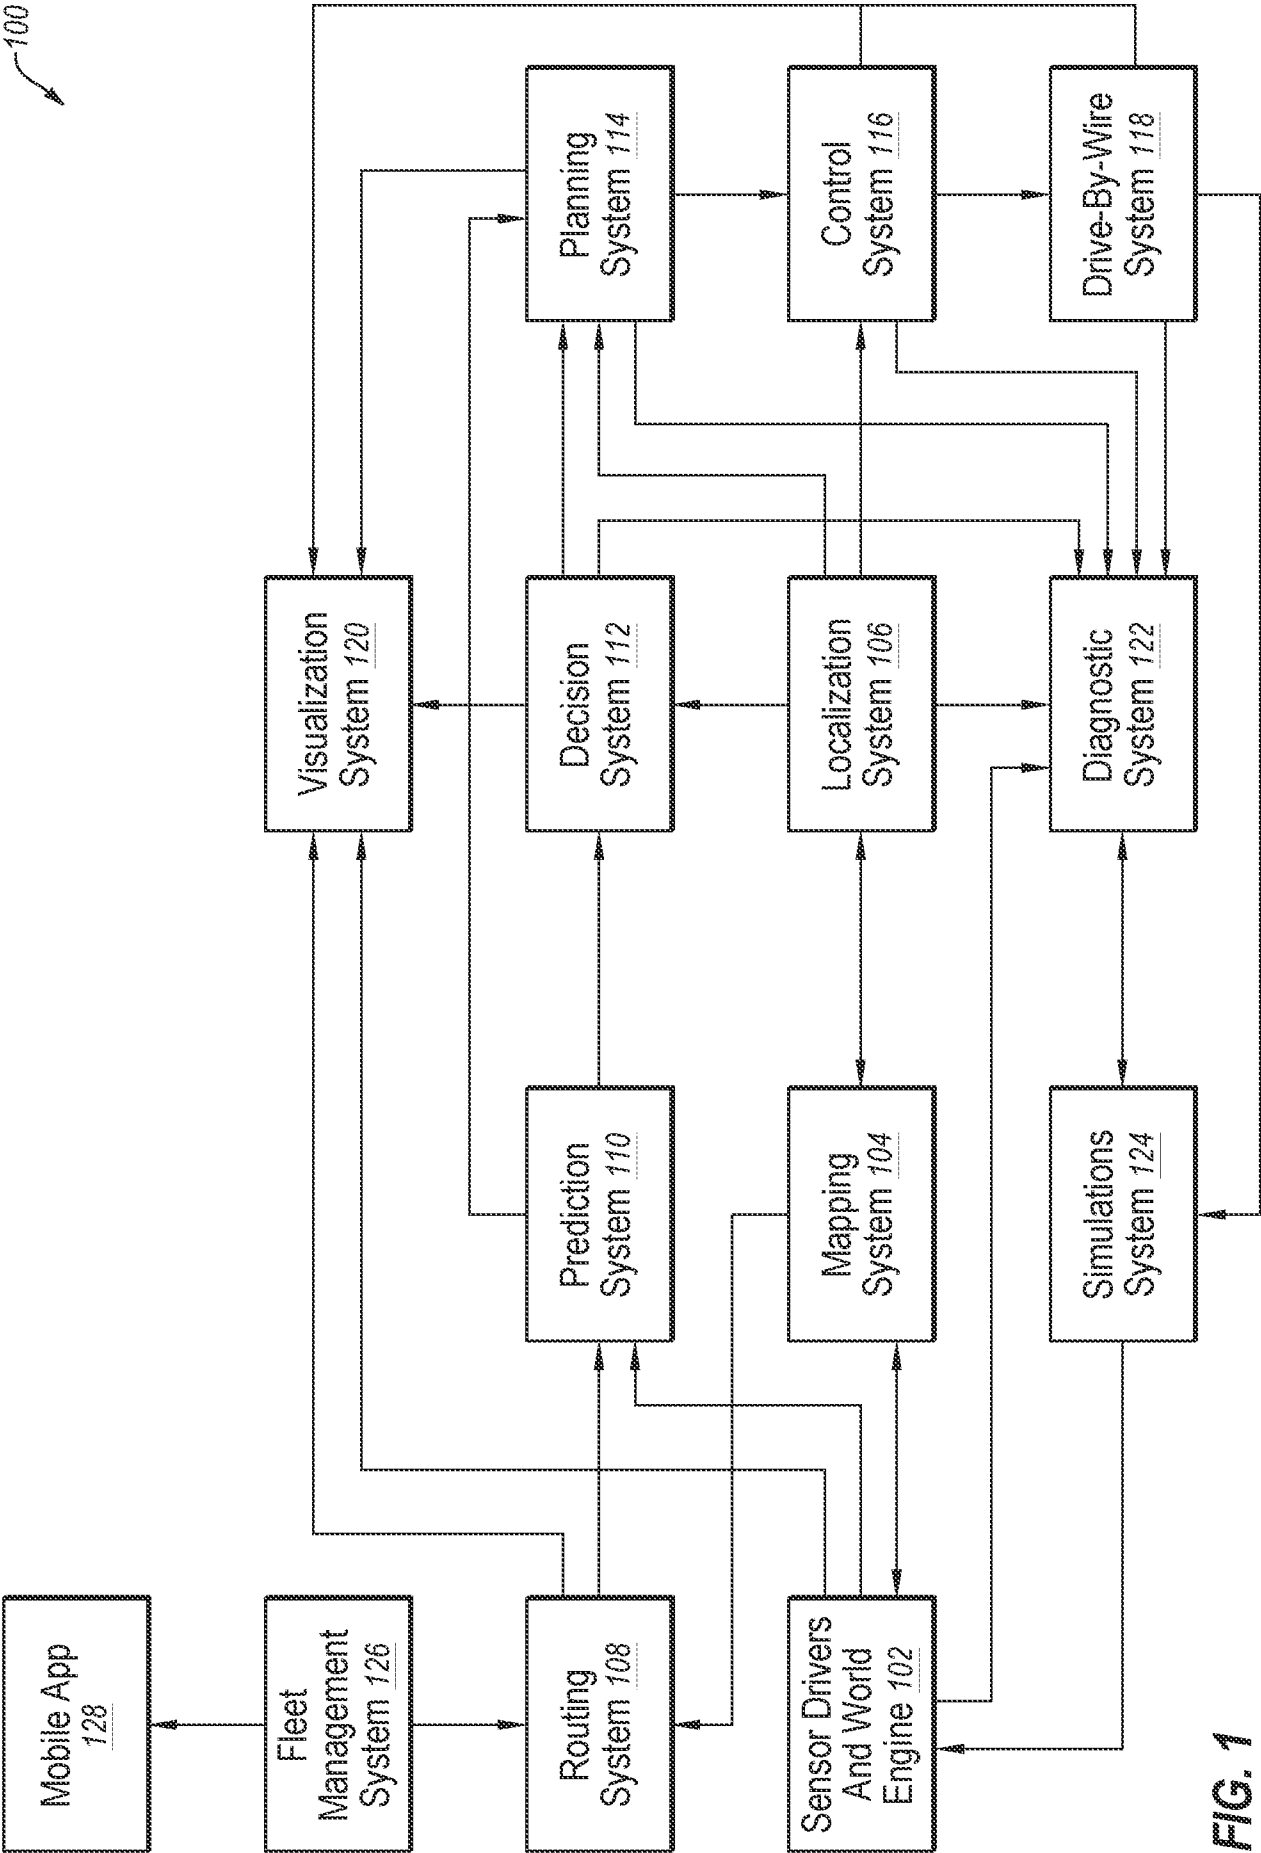 100
Mobile App
128
Fleet
Management
System 126
Visualization
System 120
Routing
System 108
Prediction
System 110
Decision
System 112
Planning
System 114
Sensor Drivers
And World
Engine 102
Mapping
System 104
Localization
System 106
Control
System 116
Simulations
System 124
Diagnostic
System 122
Drive-By-Wire
System 118
FIG. 1